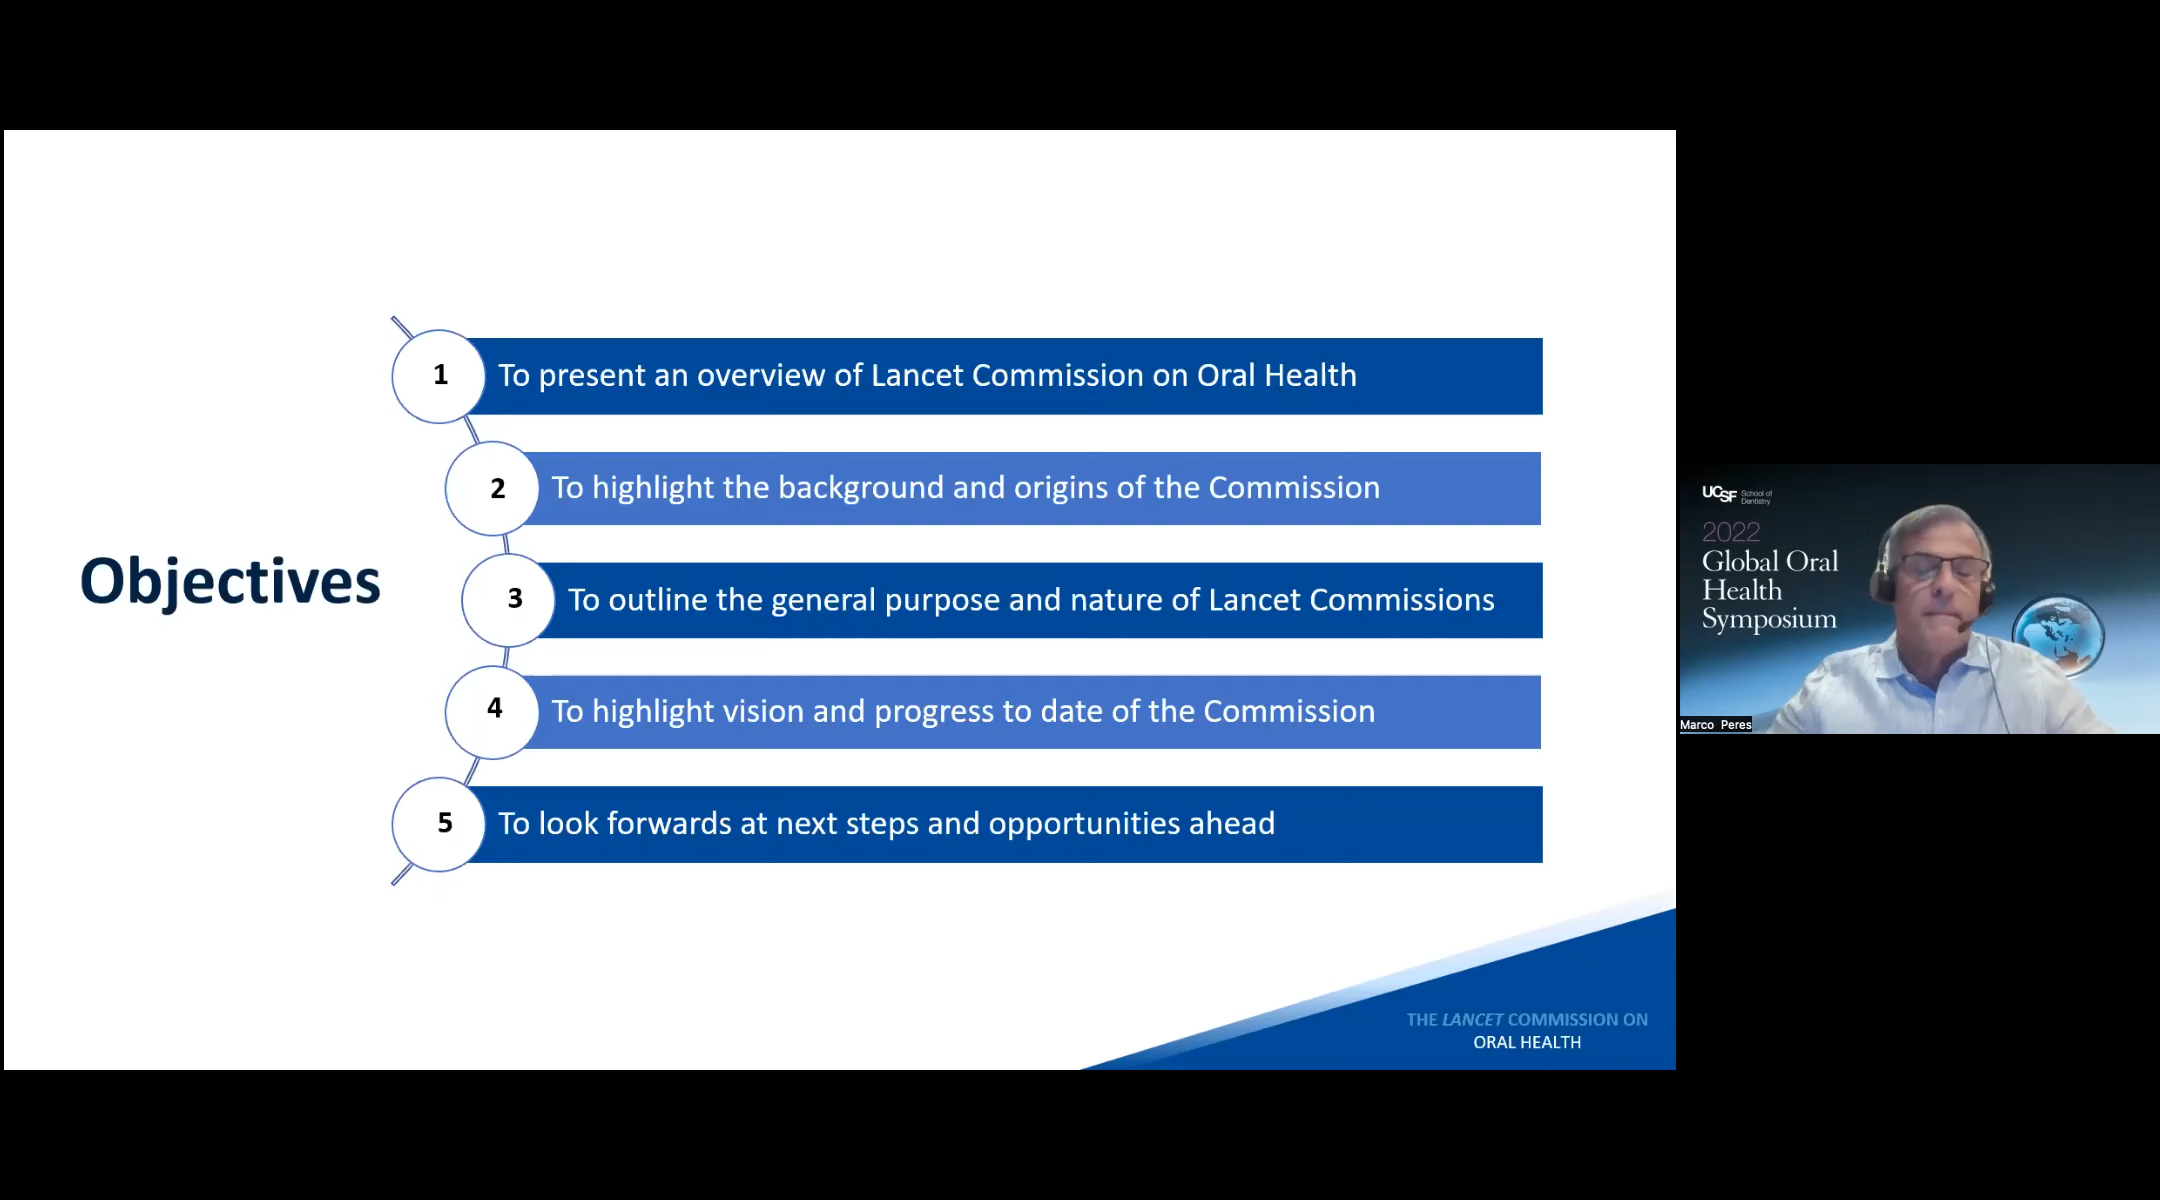 Objectives
1
To present an overview of Lancet Commission on Oral Health
2
To highlight the background and origins of the Commission
3
To outline the general purpose and nature of Lancet Commissions
4
To highlight vision and progress to date of the Commission
5
To look forwards at next steps and opportunities ahead
THE LANCET COMMISSION ON
ORAL HEALTH
UCSF School of
Dentistry
2022
Global Oral
Health
Symposium
Marco Peres